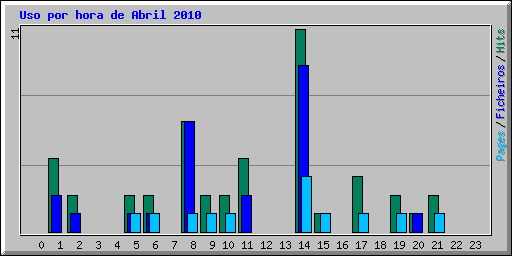 Uso por hora de Abril 2010
11
Pages / Ficheiros / Hits
0 1 2 3 4 5 6 7 8 9 10 11 12 13 14 15 16 17 18 19 20 21 22 23